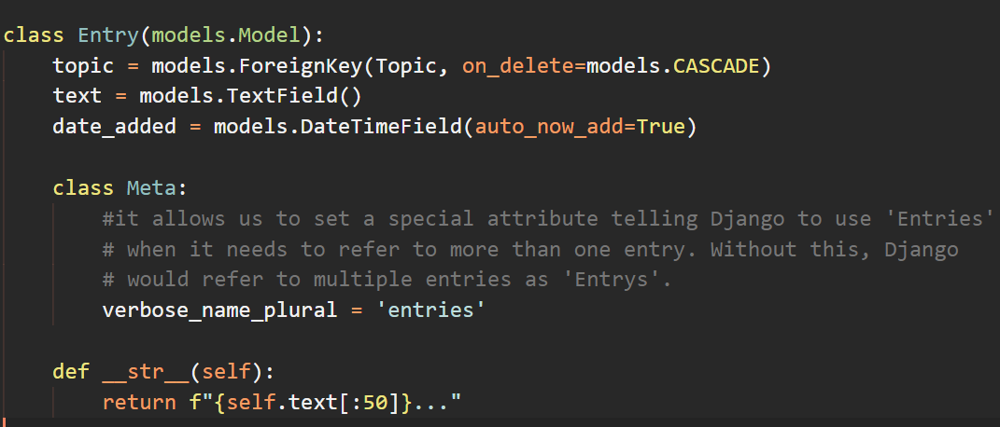 class Entry(models.Model):
    topic = models.ForeignKey(Topic, on_delete=models.CASCADE)
    text = models.TextField()
    date_added = models.DateTimeField(auto_now_add=True)

    class Meta:
        #it allows us to set a special attribute telling Django to use 'Entries'
        # when it needs to refer to more than one entry. Without this, Django
        # would refer to multiple entries as 'Entrys'.
        verbose_name_plural = 'entries'

    def __str__(self):
        return f"{self.text[:50]}..."